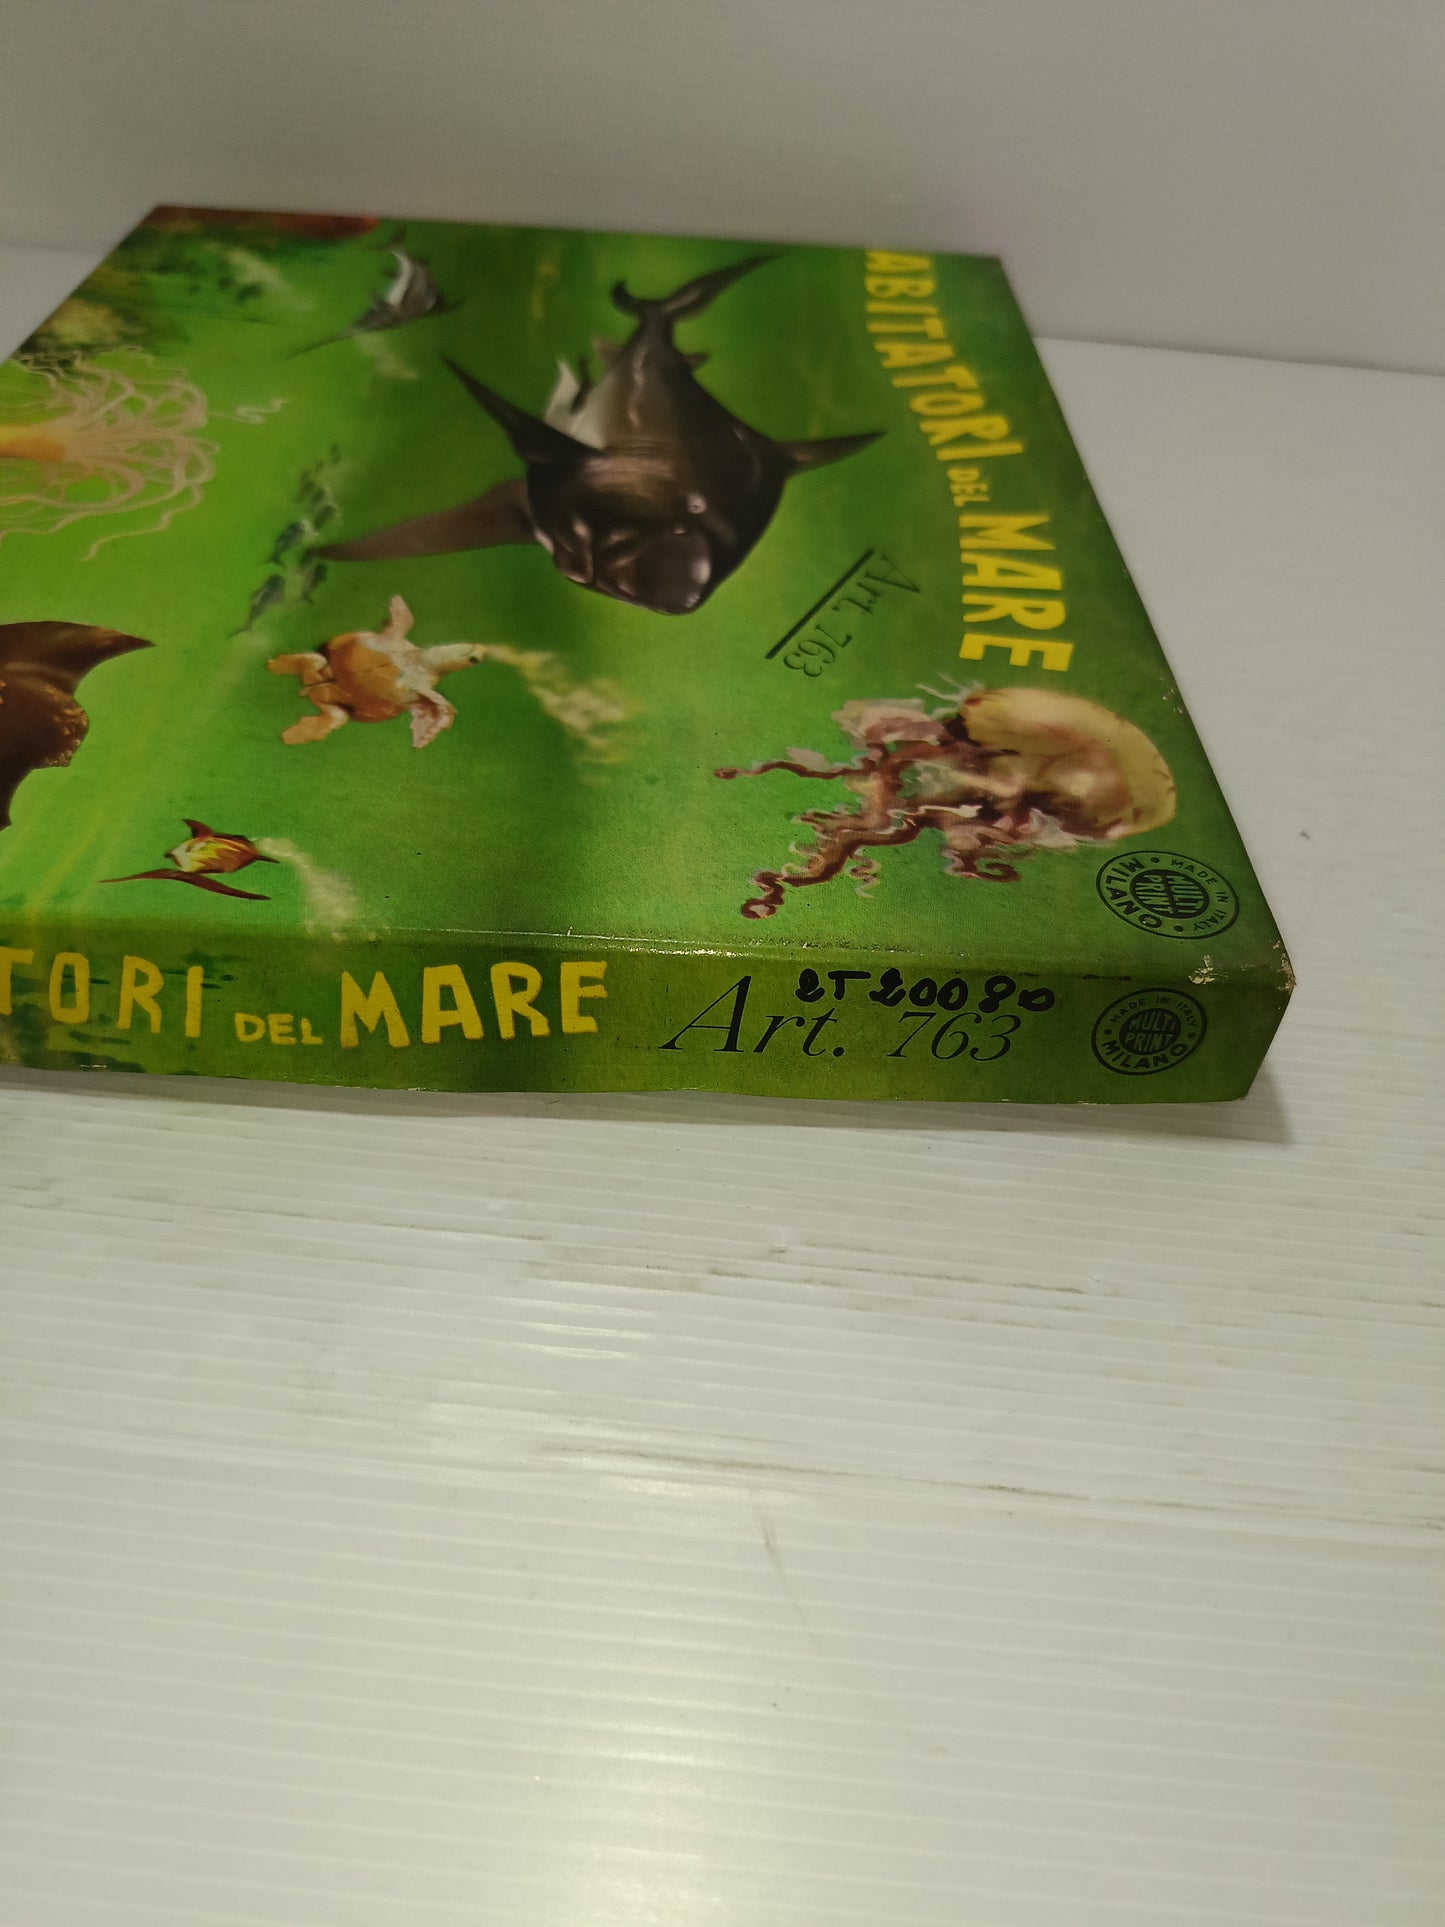 ABITATORI DEL MARE
Art. 763
MADE IN ITALY
MULTI
PRINT
MILANO
TORI DEL MARE
Art. 763
MADE IN ITALY
MULTI
PRINT
MILANO